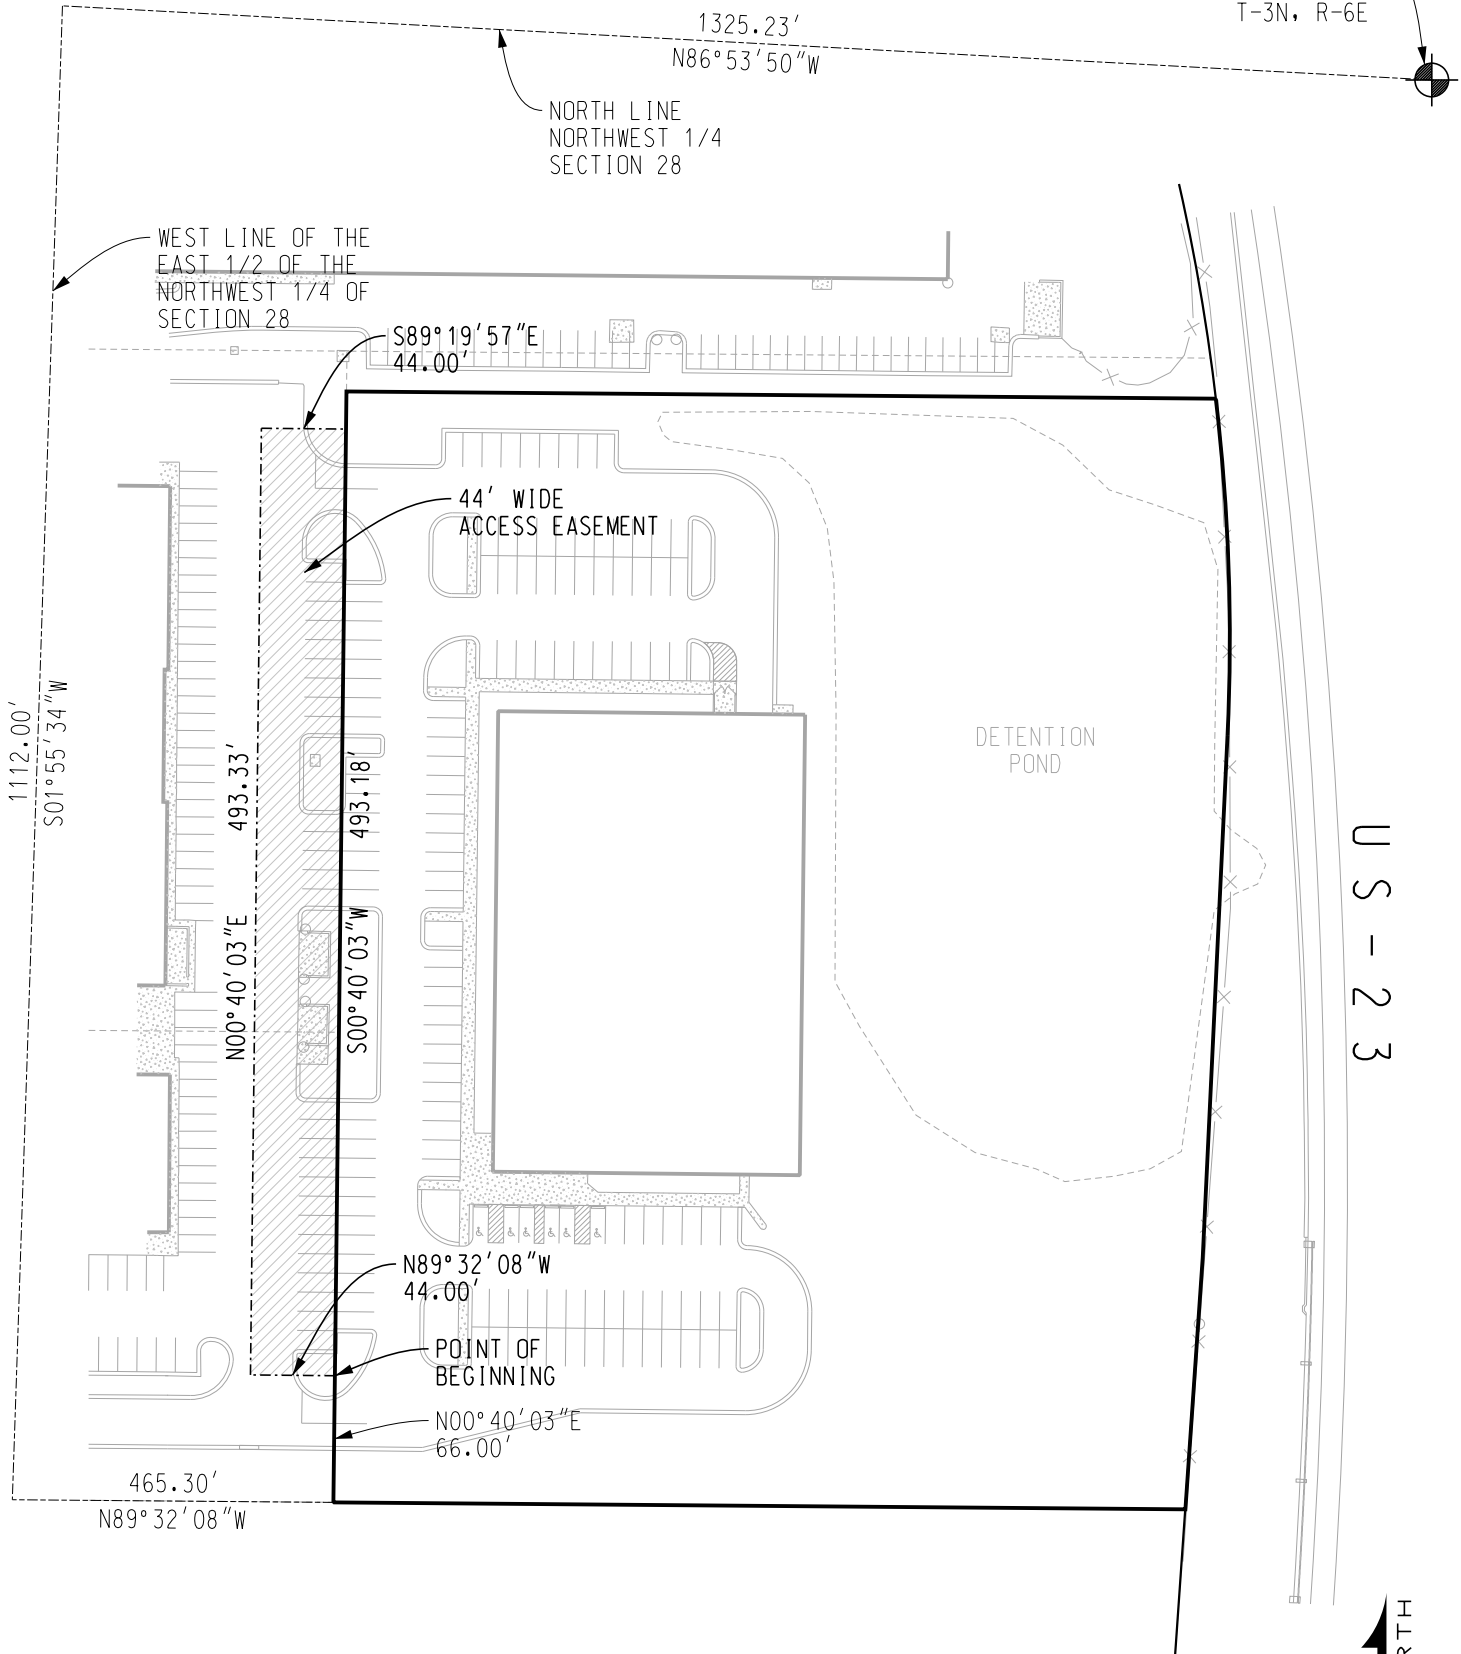 T-3N, R-6E
1325.23'
N86°53'50"W
NORTH LINE
NORTHWEST 1/4
SECTION 28
WEST LINE OF THE
EAST 1/2 OF THE
NORTHWEST 1/4 OF
SECTION 28
S89°19'57"E
44.00'
44' WIDE
ACCESS EASEMENT
DETENTION
POND
1112.00'
S01°55'34"W
493.33'
N00°40'03"E
493.18'
S00°40'03"W
US-23
N89°32'08"W
44.00'
POINT OF
BEGINNING
N00°40'03"E
66.00'
465.30'
N89°32'08"W
RTH